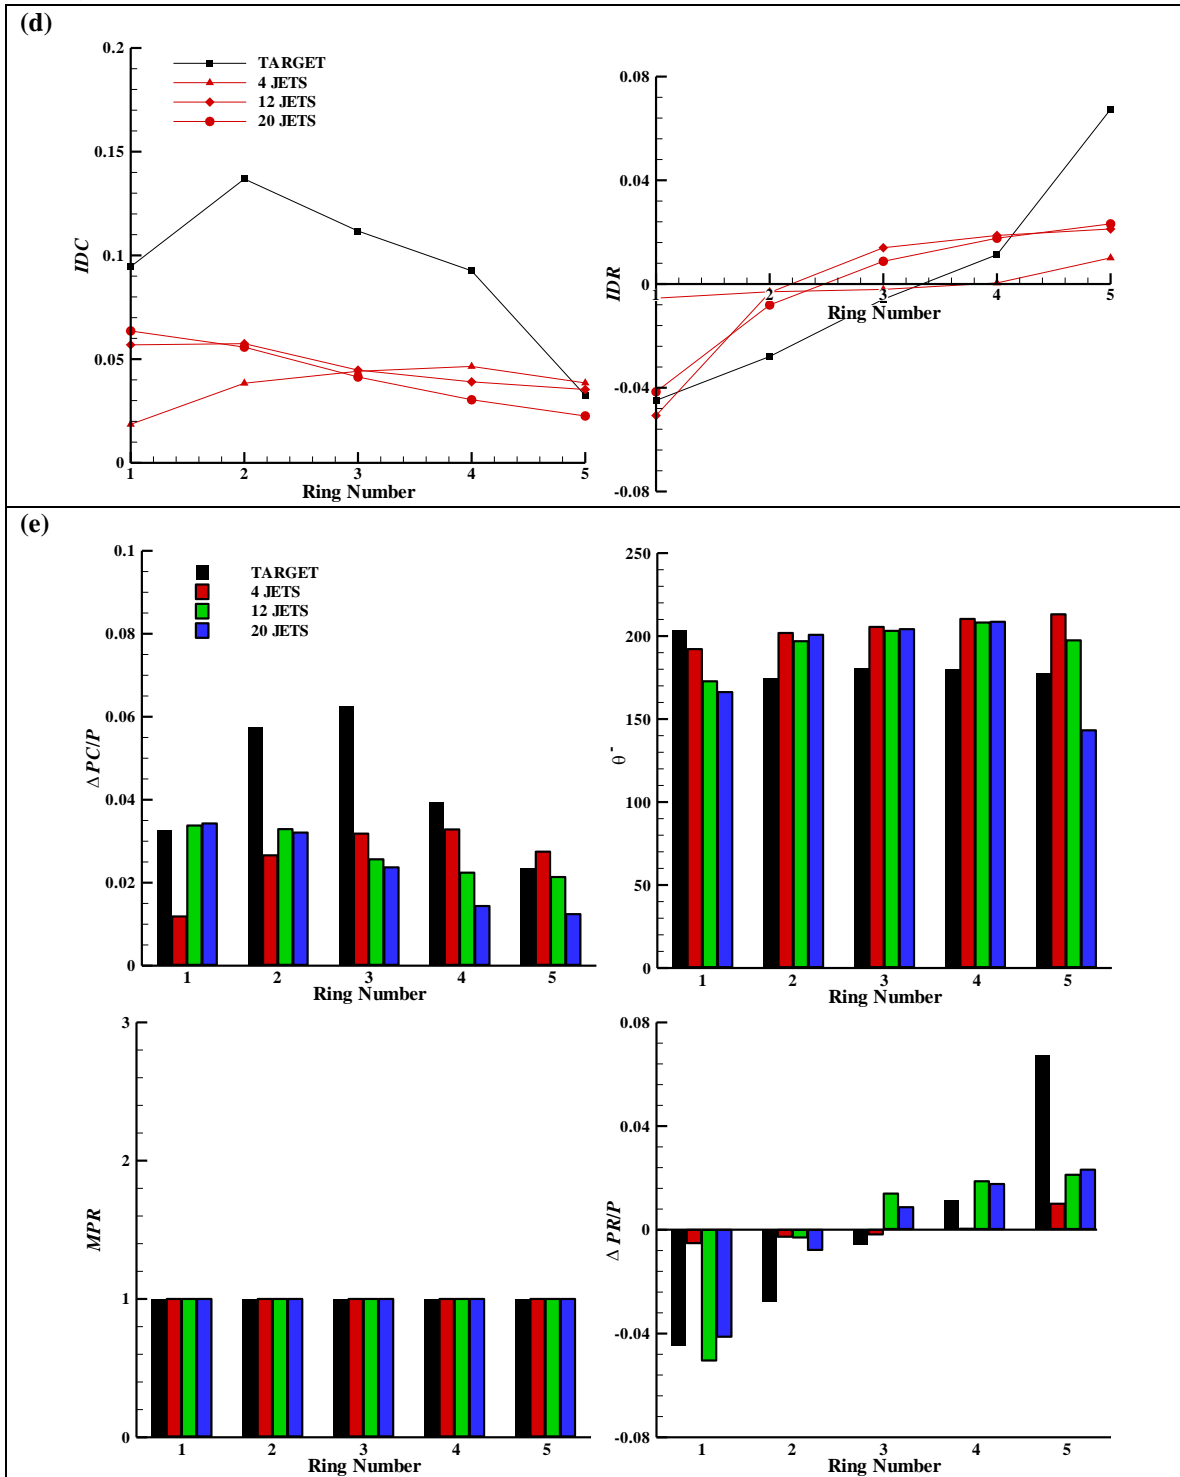 (d)
0.2
0.15
0.1
0.05
0
IDC
TARGET
4 JETS
12 JETS
20 JETS
1 2 3 4 5
Ring Number
0.08
0.04
0
-0.04
-0.08
IDR
1 2 3 4 5
Ring Number
(e)
0.1
0.08
0.06
0.04
0.02
0
Δ PC/P
TARGET
4 JETS
12 JETS
20 JETS
1 2 3 4 5
Ring Number
250
200
150
100
50
0
θ-
1 2 3 4 5
Ring Number
3
2
1
0
MPR
1 2 3 4 5
Ring Number
0.08
0.04
0
-0.04
-0.08
Δ PR/P
1 2 3 4 5
Ring Number